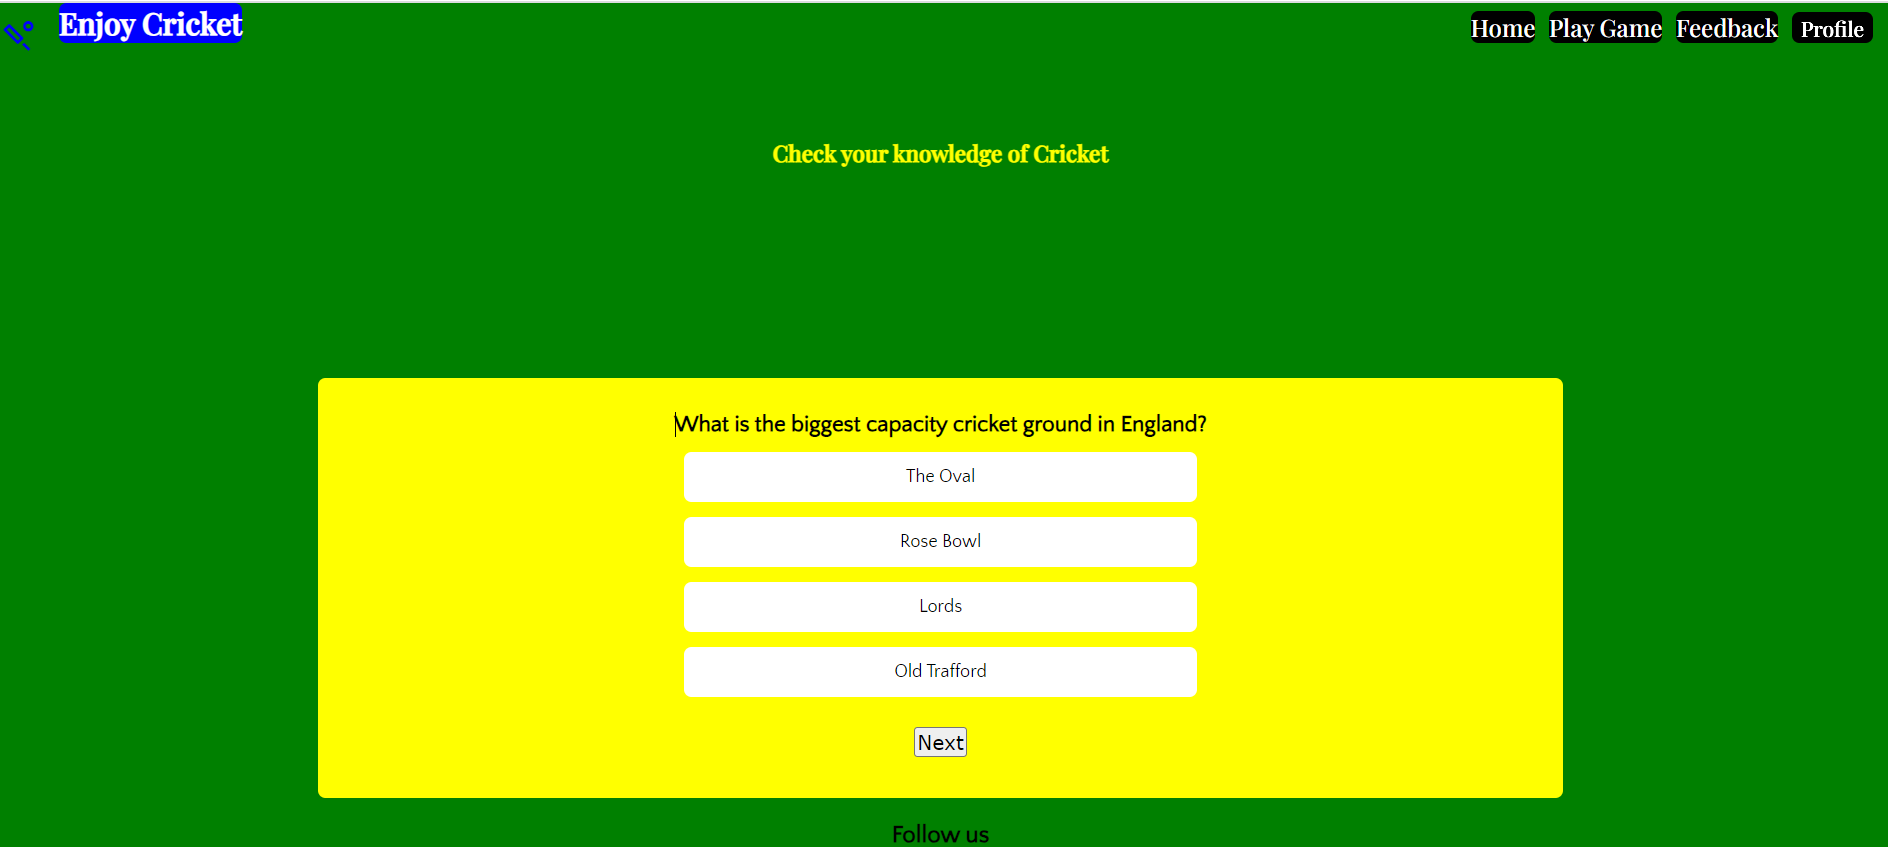 Enjoy Cricket
Home Play Game Feedback Profile
Check your knowledge of Cricket
What is the biggest capacity cricket ground in England?
The Oval
Rose Bowl
Lords
Old Trafford
Next
Follow us